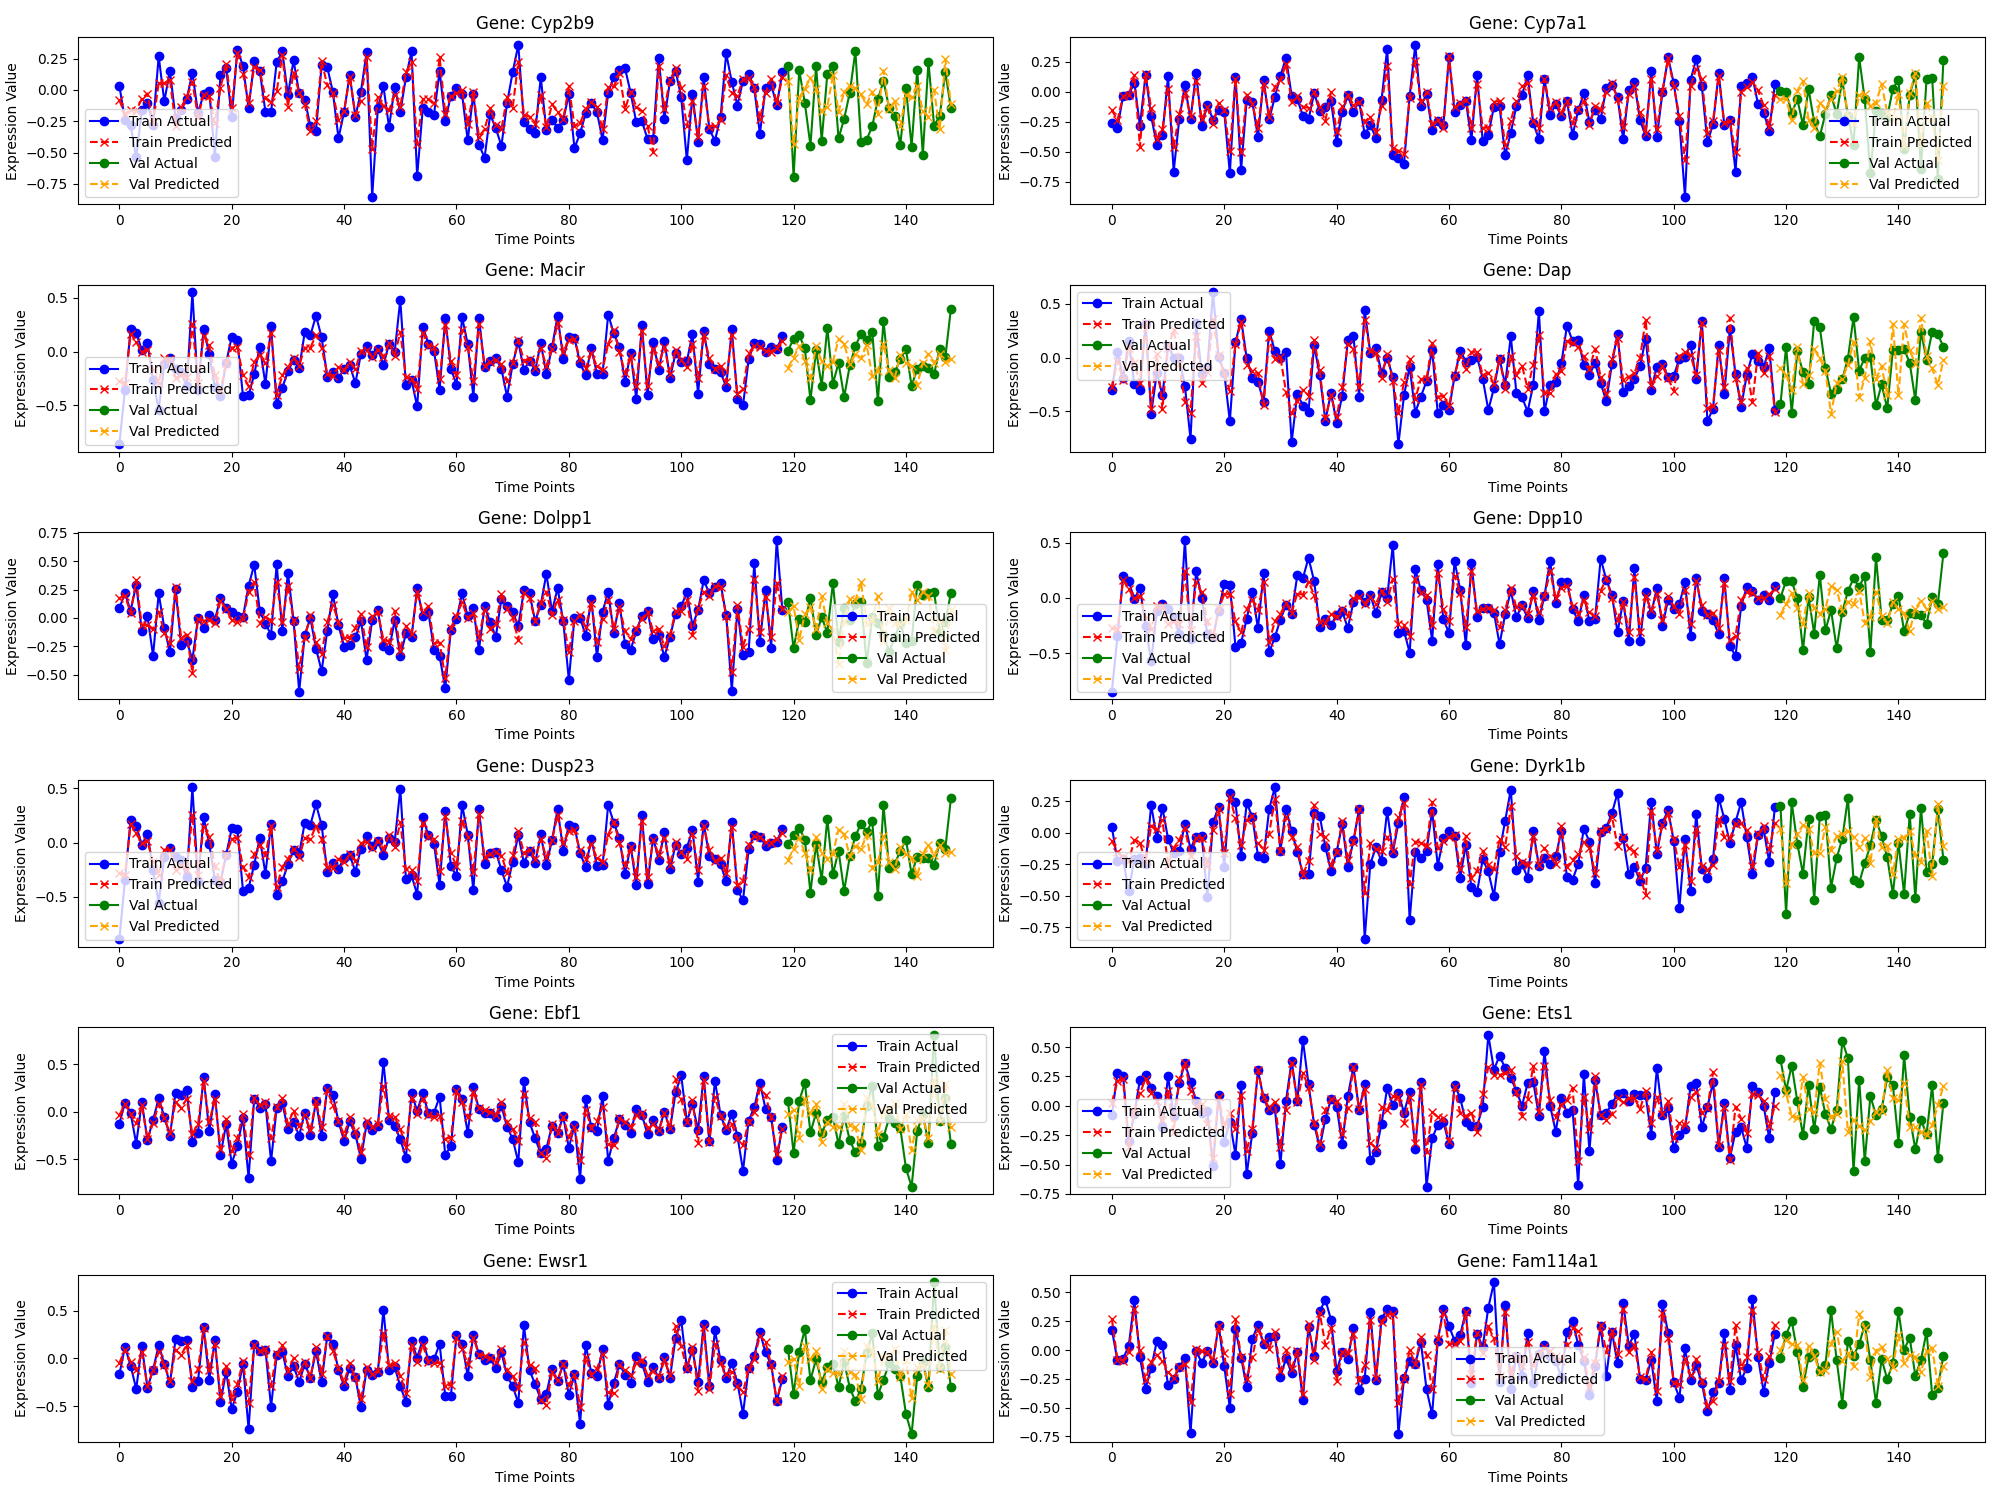 Gene: Cyp2b9
Expression Value
0.25
0.00
−0.25
−0.50
−0.75
Train Actual
Train Predicted
Val Actual
Val Predicted
0 20 40 60 80 100 120 140
Time Points
Gene: Cyp7a1
Expression Value
0.25
0.00
−0.25
−0.50
−0.75
Train Actual
Train Predicted
Val Actual
Val Predicted
0 20 40 60 80 100 120 140
Time Points
Gene: Macir
Expression Value
0.5
0.0
−0.5
Train Actual
Train Predicted
Val Actual
Val Predicted
0 20 40 60 80 100 120 140
Time Points
Gene: Dap
Expression Value
0.5
0.0
−0.5
Train Actual
Train Predicted
Val Actual
Val Predicted
0 20 40 60 80 100 120 140
Time Points
Gene: Dolpp1
Expression Value
0.75
0.50
0.25
0.00
−0.25
−0.50
Train Actual
Train Predicted
Val Actual
Val Predicted
0 20 40 60 80 100 120 140
Time Points
Gene: Dpp10
Expression Value
0.5
0.0
−0.5
Train Actual
Train Predicted
Val Actual
Val Predicted
0 20 40 60 80 100 120 140
Time Points
Gene: Dusp23
Expression Value
0.5
0.0
−0.5
Train Actual
Train Predicted
Val Actual
Val Predicted
0 20 40 60 80 100 120 140
Time Points
Gene: Dyrk1b
Expression Value
0.25
0.00
−0.25
−0.50
−0.75
Train Actual
Train Predicted
Val Actual
Val Predicted
0 20 40 60 80 100 120 140
Time Points
Gene: Ebf1
Expression Value
0.5
0.0
−0.5
Train Actual
Train Predicted
Val Actual
Val Predicted
0 20 40 60 80 100 120 140
Time Points
Gene: Ets1
Expression Value
0.50
0.25
0.00
−0.25
−0.50
−0.75
Train Actual
Train Predicted
Val Actual
Val Predicted
0 20 40 60 80 100 120 140
Time Points
Gene: Ewsr1
Expression Value
0.5
0.0
−0.5
Train Actual
Train Predicted
Val Actual
Val Predicted
0 20 40 60 80 100 120 140
Time Points
Gene: Fam114a1
Expression Value
0.50
0.25
0.00
−0.25
−0.50
−0.75
Train Actual
Train Predicted
Val Actual
Val Predicted
0 20 40 60 80 100 120 140
Time Points